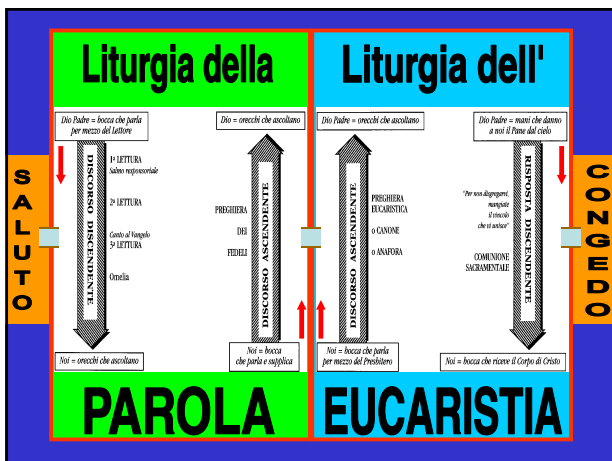 SALUTO
Liturgia della
Dio Padre = bocca che parla
per mezzo del Lettore
DISCORSO DISCENDENTE
1ª LETTURA
Salmo responsoriale
2ª LETTURA
Canto al Vangelo
3ª LETTURA
Omelia
Noi = orecchi che ascoltano
Dio = orecchi che ascoltano
PREGHIERA
DEI
FEDELI
DISCORSO ASCENDENTE
Noi = bocca
che parla e supplica
PAROLA
Liturgia dell'
Dio Padre = orecchi che ascoltano
DISCORSO ASCENDENTE
PREGHIERA
EUCARISTICA
o CANONE
o ANAFORA
Noi = bocca che parla
per mezzo del Presbitero
Dio Padre = mani che danno
a noi il Pane dal cielo
"Per non disgregarvi,
mangiate
il vincolo
che vi unisce"
COMUNIONE
SACRAMENTALE
RISPOSTA DISCENDENTE
Noi = bocca che riceve il Corpo di Cristo
EUCARISTIA
CONGEDO